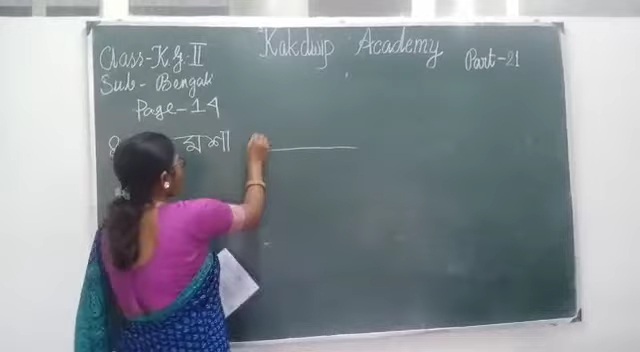 Kakdwip Academy
Part-21
Class-K.G-II
Sub- Bengali
Page-14